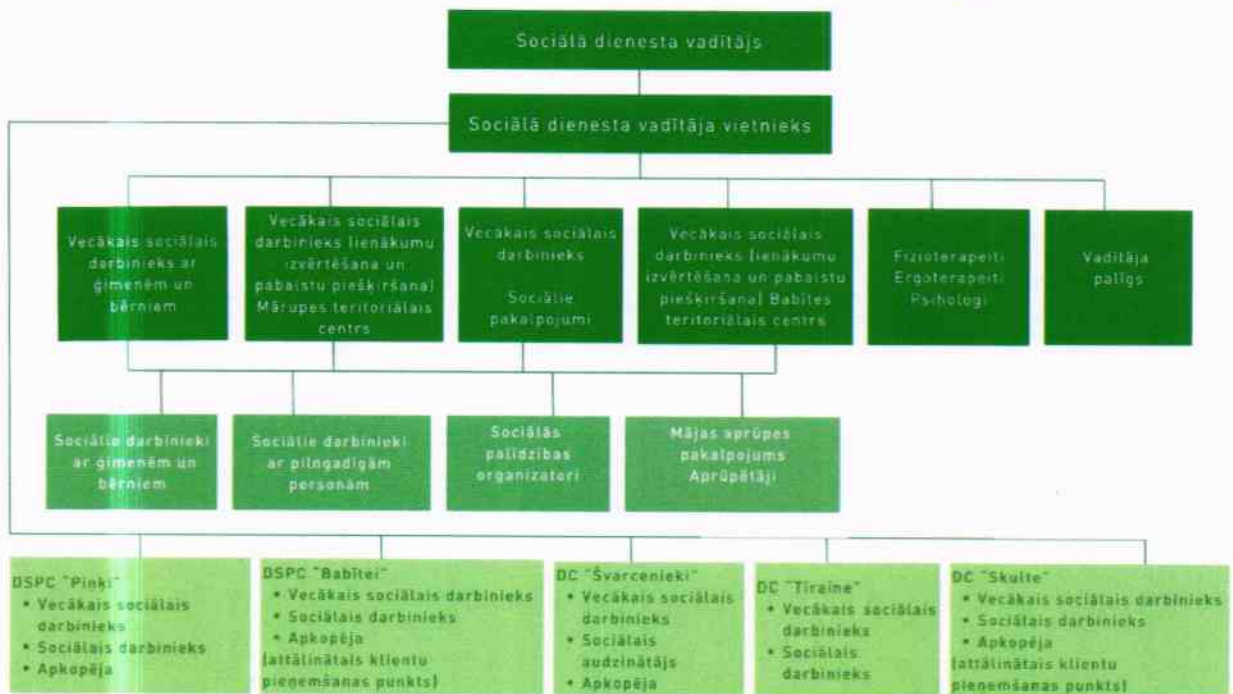 Sociālā dienesta vadītājs
Sociālā dienesta vadītāja vietnieks
Vecākais sociālais
darbinieks ar
ģimenēm un
bērniem
Vecākais sociālais
darbinieks (ienākumu
izvērtēšana un
pabalstu piešķiršana)
Mārupes teritoriālais
centrs
Vecākais sociālais
darbinieks
Sociālie
pakalpojumi
Vecākais sociālais
darbinieks (ienākumu
izvērtēšana un pabalstu
piešķiršana) Babītes
teritoriālais centrs
Fizioterapeiti
Ergoterapeiti
Psihologi
Vadītāja
palīgs
Sociālie darbinieki
ar ģimenēm un
bērniem
Sociālie darbinieki
ar pilngadīgām
personām
Sociālās
palīdzības
organizatori
Mājas aprūpes
pakalpojums
Aprūpētāji
DSPC "Piņķi"
• Vecākais sociālais
darbinieks
• Sociālais darbinieks
• Apkopēja
DSPC "Babītei"
• Vecākais sociālais darbinieks
• Sociālais darbinieks
• Apkopēja
(attālinātais klientu
pieņemšanas punkts)
DC "Švarcenieki"
• Vecākais sociālais
darbinieks
• Sociālais
audzinātājs
• Apkopēja
DC "Tīraine"
• Vecākais sociālais
darbinieks
• Sociālais
darbinieks
DC "Skulte"
• Vecākais sociālais darbinieks
• Sociālais darbinieks
• Apkopēja
(attālinātais klientu
pieņemšanas punkts)